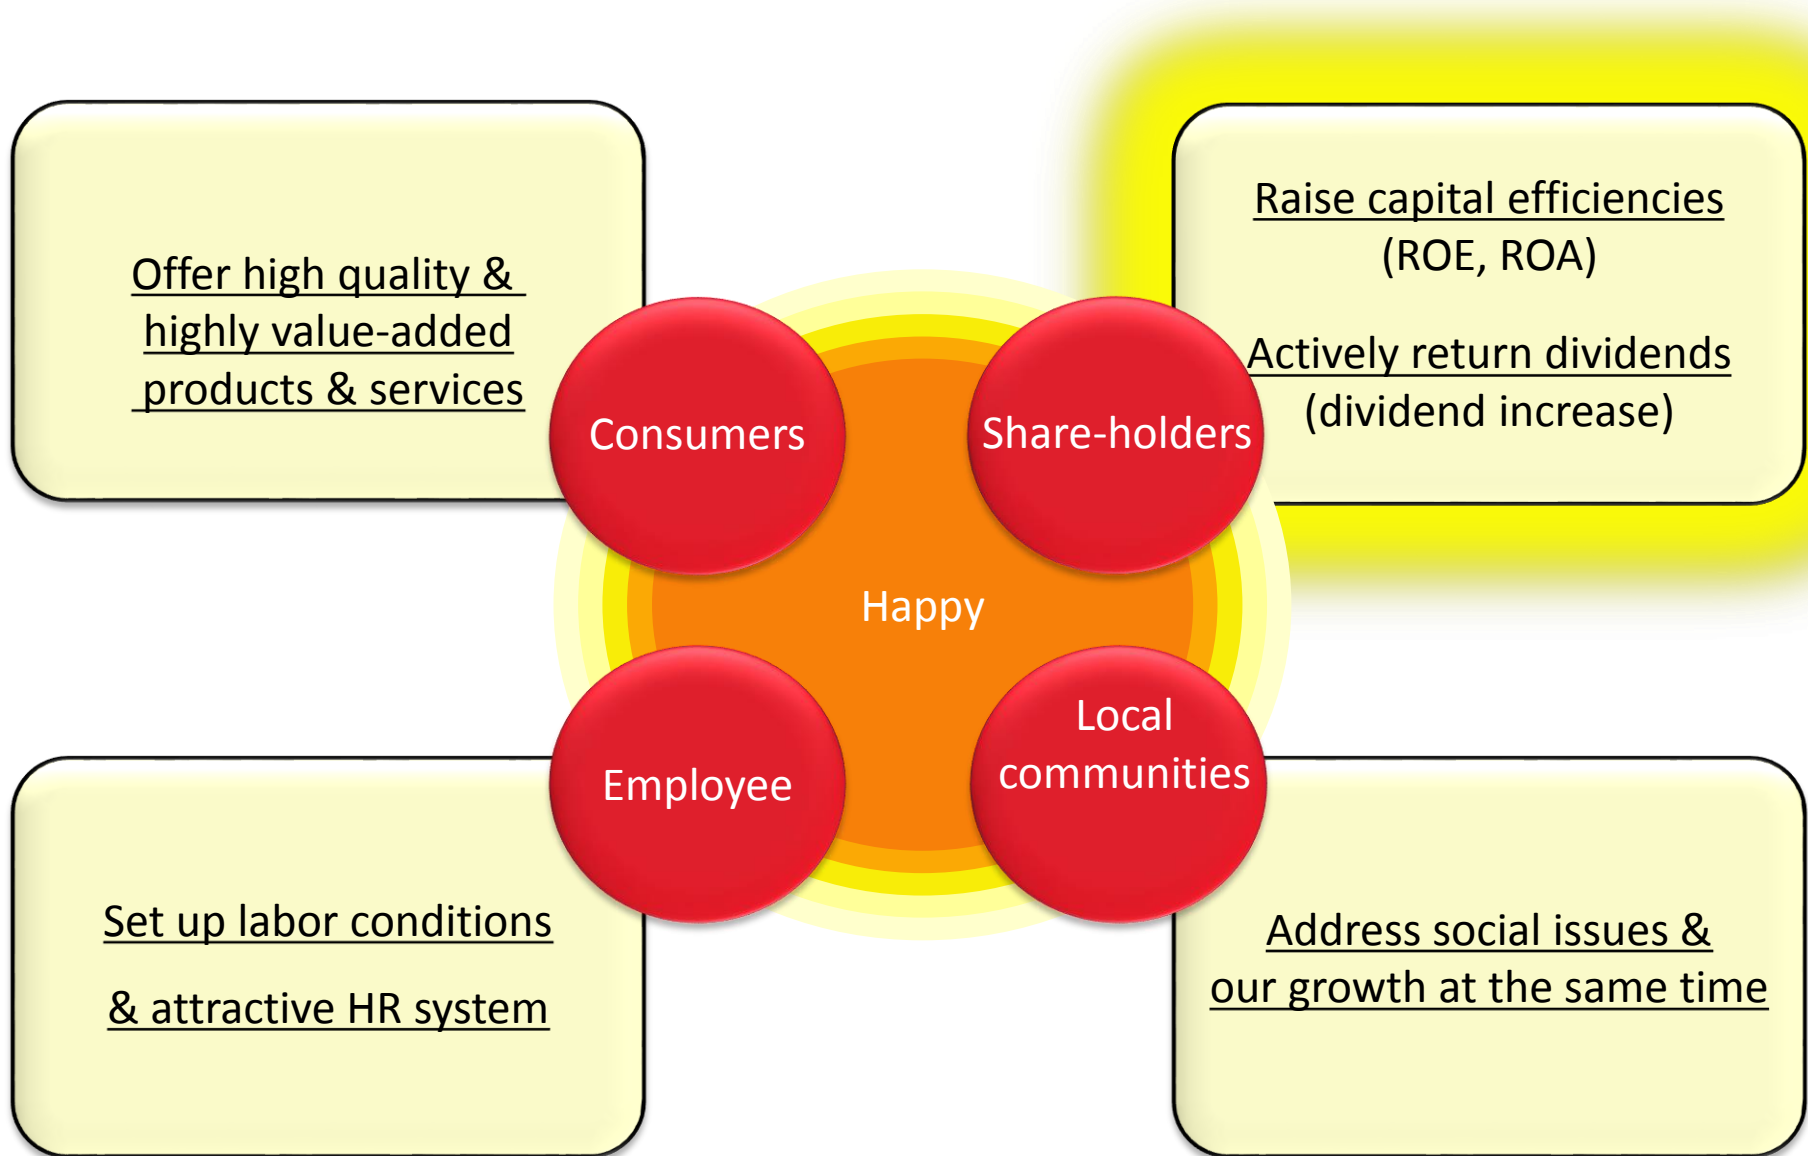 Offer high quality &
highly value-added
products & services
Raise capital efficiencies
(ROE, ROA)
Actively return dividends
(dividend increase)
Consumers
Share-holders
Happy
Employee
Local
communities
Set up labor conditions
& attractive HR system
Address social issues &
our growth at the same time